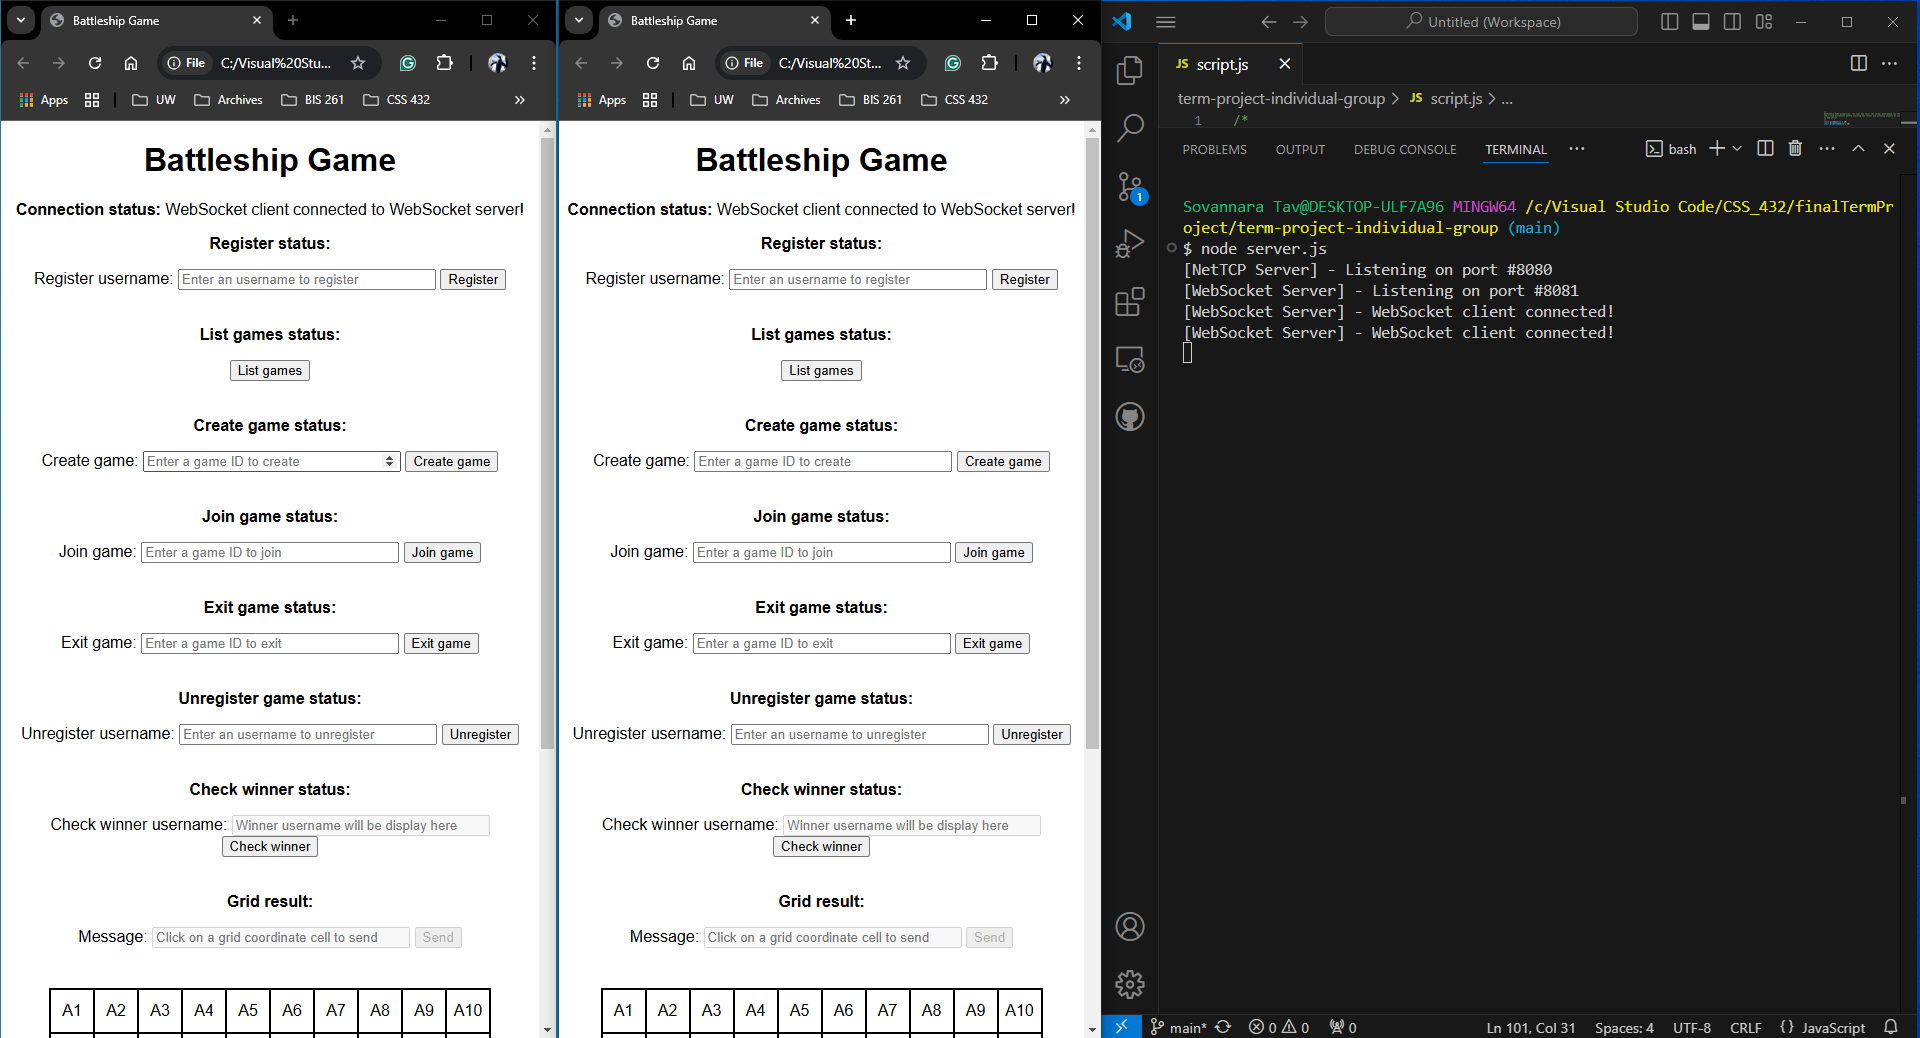 Battleship Game
File
C:/Visual%20Stu...
Apps
UW
Archives
BIS 261
CSS 432
»
Battleship Game
Connection status: WebSocket client connected to WebSocket server!
Register status:
Register username: Enter an username to register Register
List games status:
List games
Create game status:
Create game: Enter a game ID to create Create game
Join game status:
Join game: Enter a game ID to join Join game
Exit game status:
Exit game: Enter a game ID to exit Exit game
Unregister game status:
Unregister username: Enter an username to unregister Unregister
Check winner status:
Check winner username: Winner username will be display here
Check winner
Grid result:
Message: Click on a grid coordinate cell to send Send
A1 A2 A3 A4 A5 A6 A7 A8 A9 A10
Battleship Game
File
C:/Visual%20St...
Apps
UW
Archives
BIS 261
CSS 432
»
Battleship Game
Connection status: WebSocket client connected to WebSocket server!
Register status:
Register username: Enter an username to register Register
List games status:
List games
Create game status:
Create game: Enter a game ID to create Create game
Join game status:
Join game: Enter a game ID to join Join game
Exit game status:
Exit game: Enter a game ID to exit Exit game
Unregister game status:
Unregister username: Enter an username to unregister Unregister
Check winner status:
Check winner username: Winner username will be display here
Check winner
Grid result:
Message: Click on a grid coordinate cell to send Send
A1 A2 A3 A4 A5 A6 A7 A8 A9 A10
Untitled (Workspace)
JS script.js
term-project-individual-group > JS script.js > ...
1 /*
PROBLEMS OUTPUT DEBUG CONSOLE TERMINAL ... bash
1
Sovannara Tav@DESKTOP-ULF7A96 MINGW64 /c/Visual Studio Code/CSS_432/finalTermPr
oject/term-project-individual-group (main)
$ node server.js
[NetTCP Server] - Listening on port #8080
[WebSocket Server] - Listening on port #8081
[WebSocket Server] - WebSocket client connected!
[WebSocket Server] - WebSocket client connected!
main* 0 0 0 Ln 101, Col 31 Spaces: 4 UTF-8 CRLF {} JavaScript